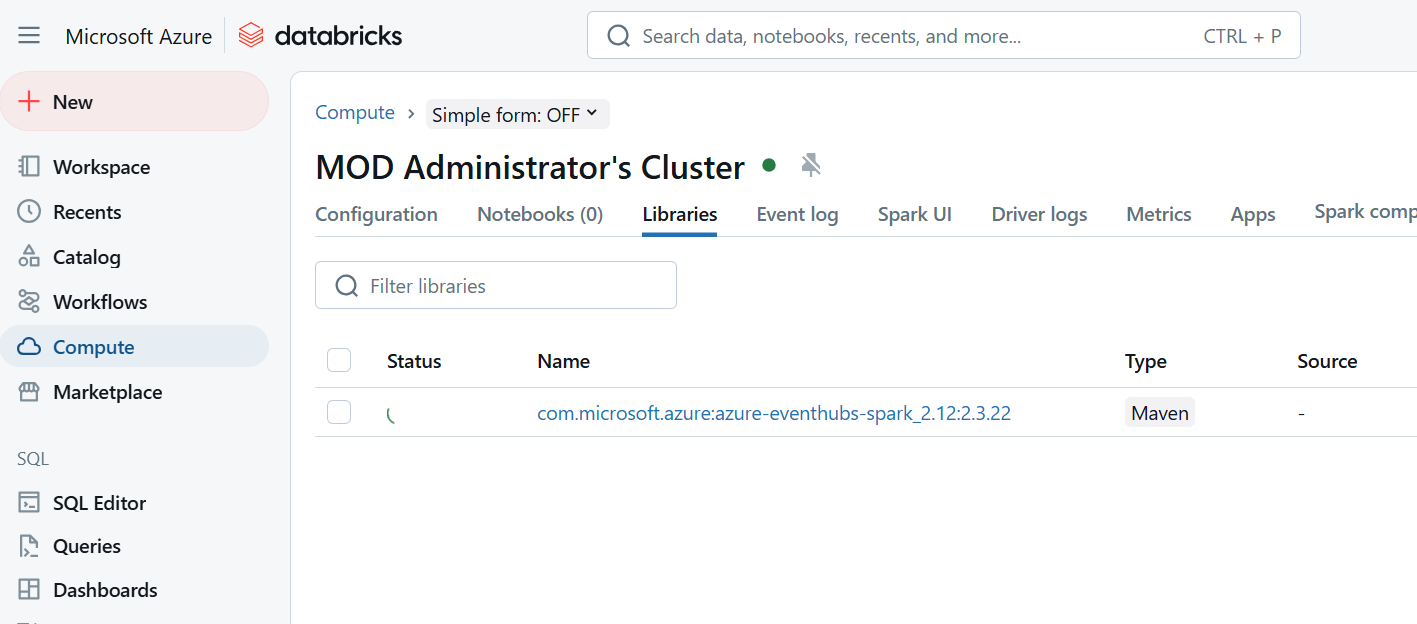 Microsoft Azure databricks Search data, notebooks, recents, and more... CTRL + P
New
Workspace
Recents
Catalog
Workflows
Compute
Marketplace
SQL
SQL Editor
Queries
Dashboards
Compute › Simple form: OFF
MOD Administrator's Cluster
Configuration Notebooks (0) Libraries Event log Spark UI Driver logs Metrics Apps Spark comp
Filter libraries
Status Name Type Source
com.microsoft.azure:azure-eventhubs-spark_2.12:2.3.22 Maven -